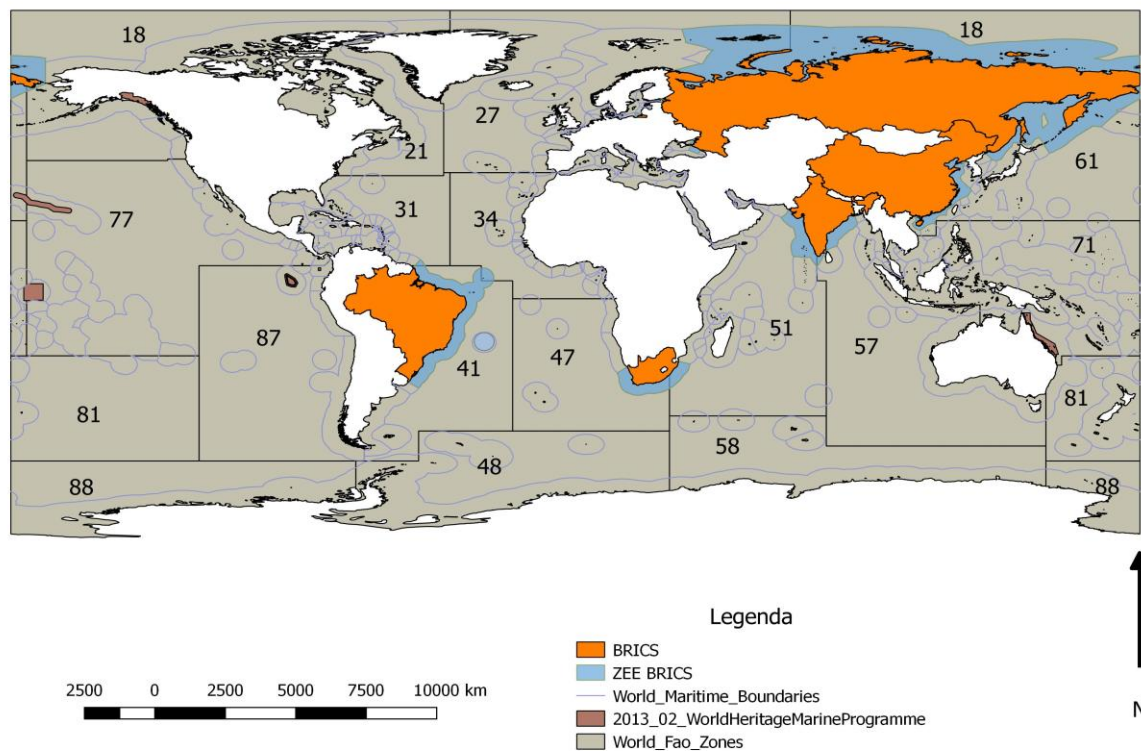 18
18
27
21
61
31
34
77
71
51
87
47
57
41
81
81
58
48
88
88
Legenda
BRICS
ZEE BRICS
World_Maritime_Boundaries
2013_02_WorldHeritageMarineProgramme
World_Fao_Zones
2500 0 2500 5000 7500 10000 km
N